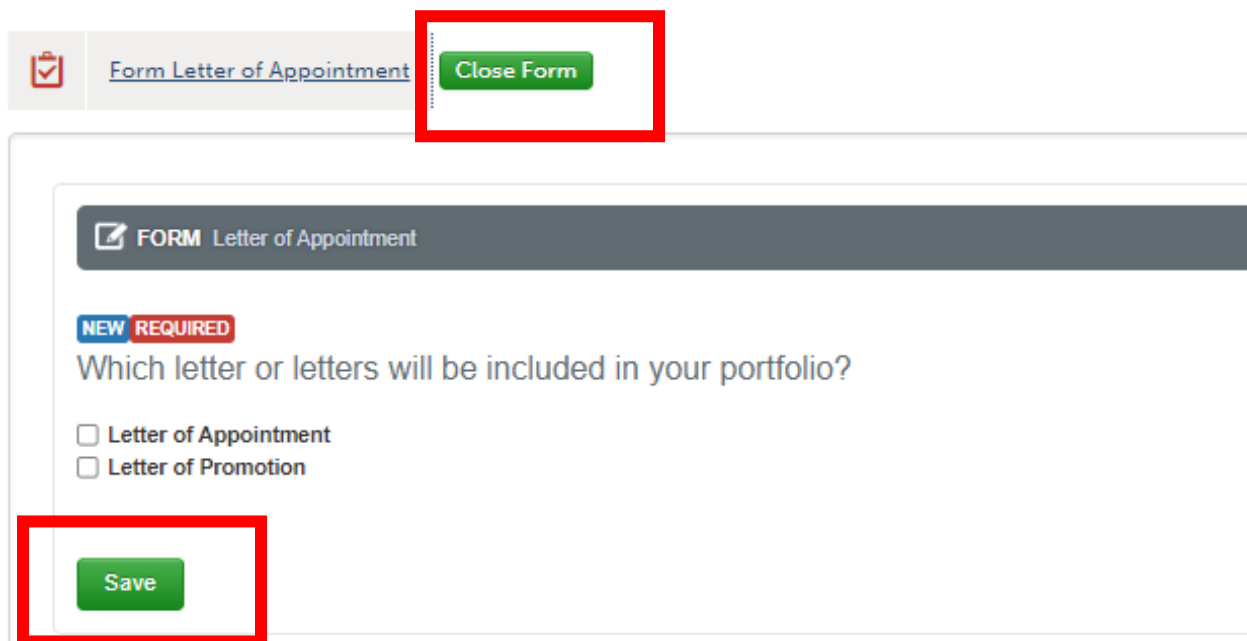 Form Letter of Appointment Close Form
FORM Letter of Appointment
NEW REQUIRED
Which letter or letters will be included in your portfolio?
Letter of Appointment
Letter of Promotion
Save